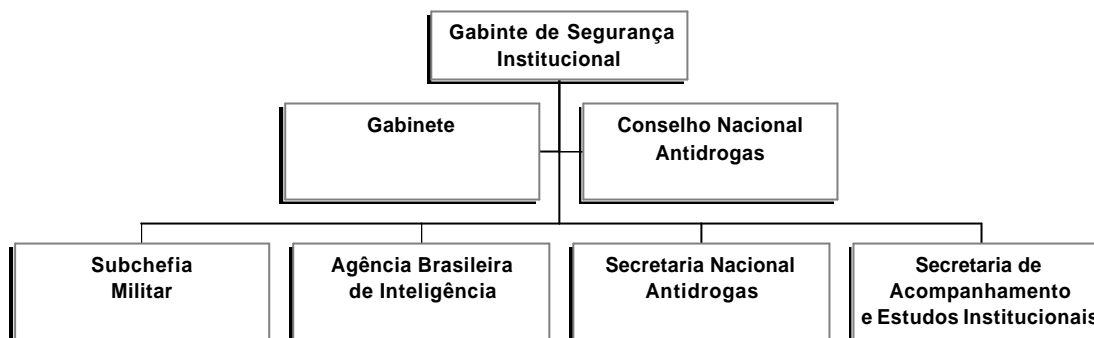 Gabinte de Segurança
Institucional
Gabinete
Conselho Nacional
Antidrogas
Subchefia
Militar
Agência Brasileira
de Inteligência
Secretaria Nacional
Antidrogas
Secretaria de
Acompanhamento
e Estudos Institucionais